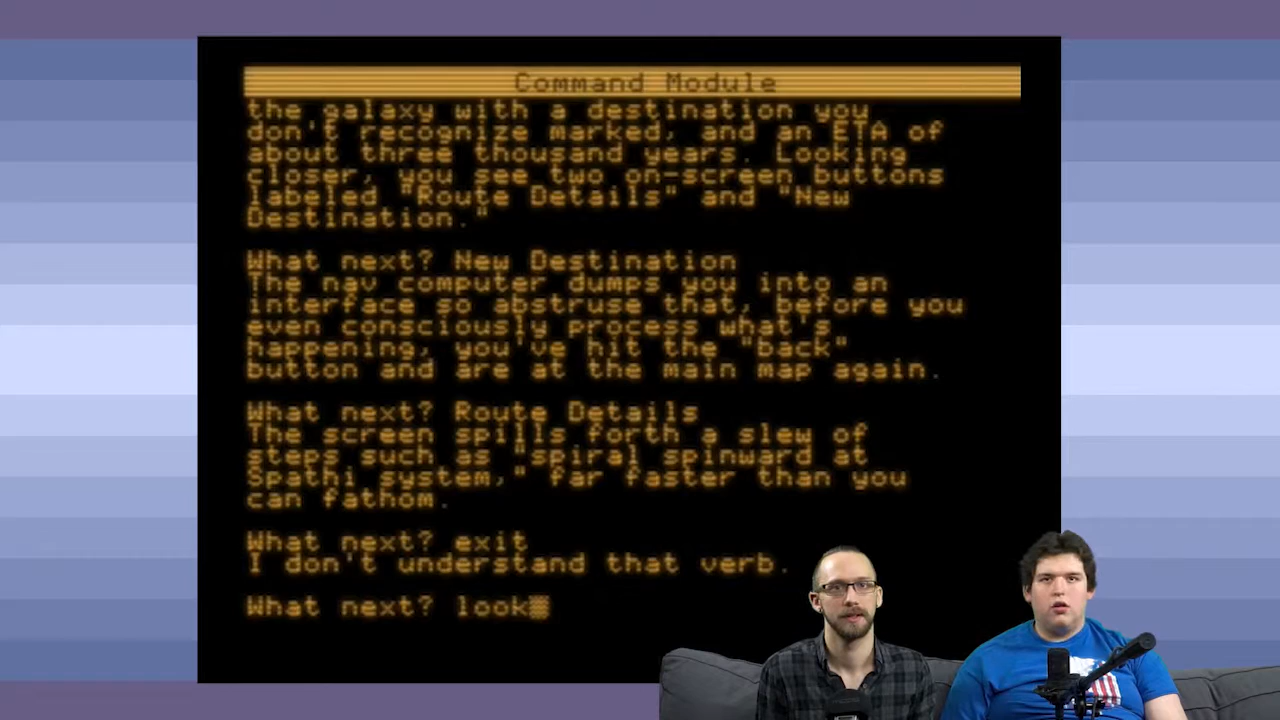 Command Module
the galaxy with a destination you
don't recognize marked, and an ETA of
about three thousand years. Looking
closer, you see two on-screen buttons
labeled "Route Details" and "New
Destination."
What next? New Destination
The nav computer dumps you into an
interface so abstruse that, before you
even consciously process what's
happening, you've hit the "back"
button and are at the main map again.
What next? Route Details
The screen spills forth a slew of
steps such as "spiral spinward at
Spathi system," far faster than you
can fathom.
What next? exit
I don't understand that verb.
What next? look